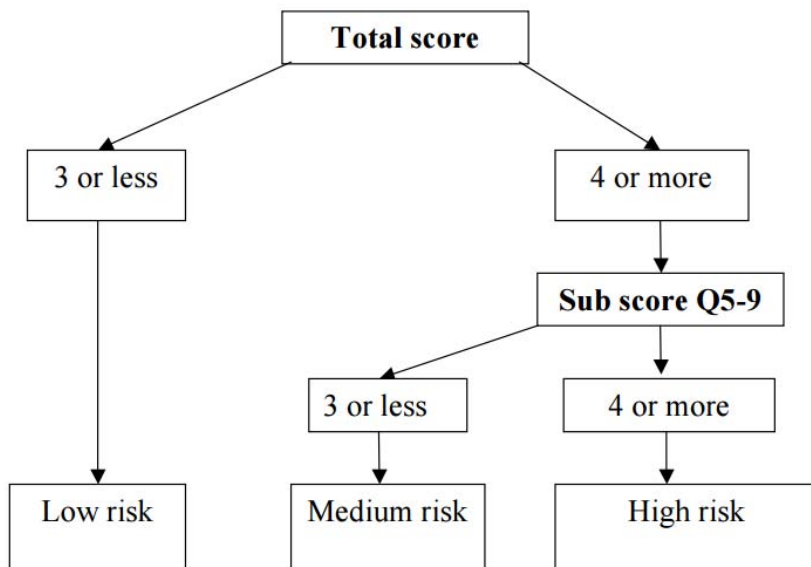 Total score
3 or less
4 or more
Sub score Q5-9
3 or less
4 or more
Low risk
Medium risk
High risk